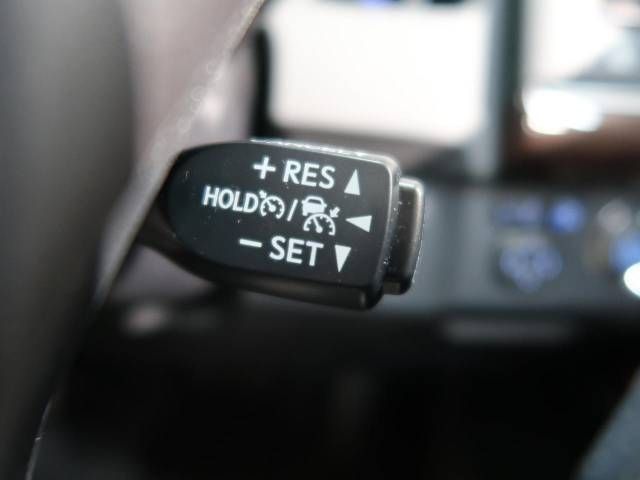 + RES ▲
HOLD / ◀
− SET ▼